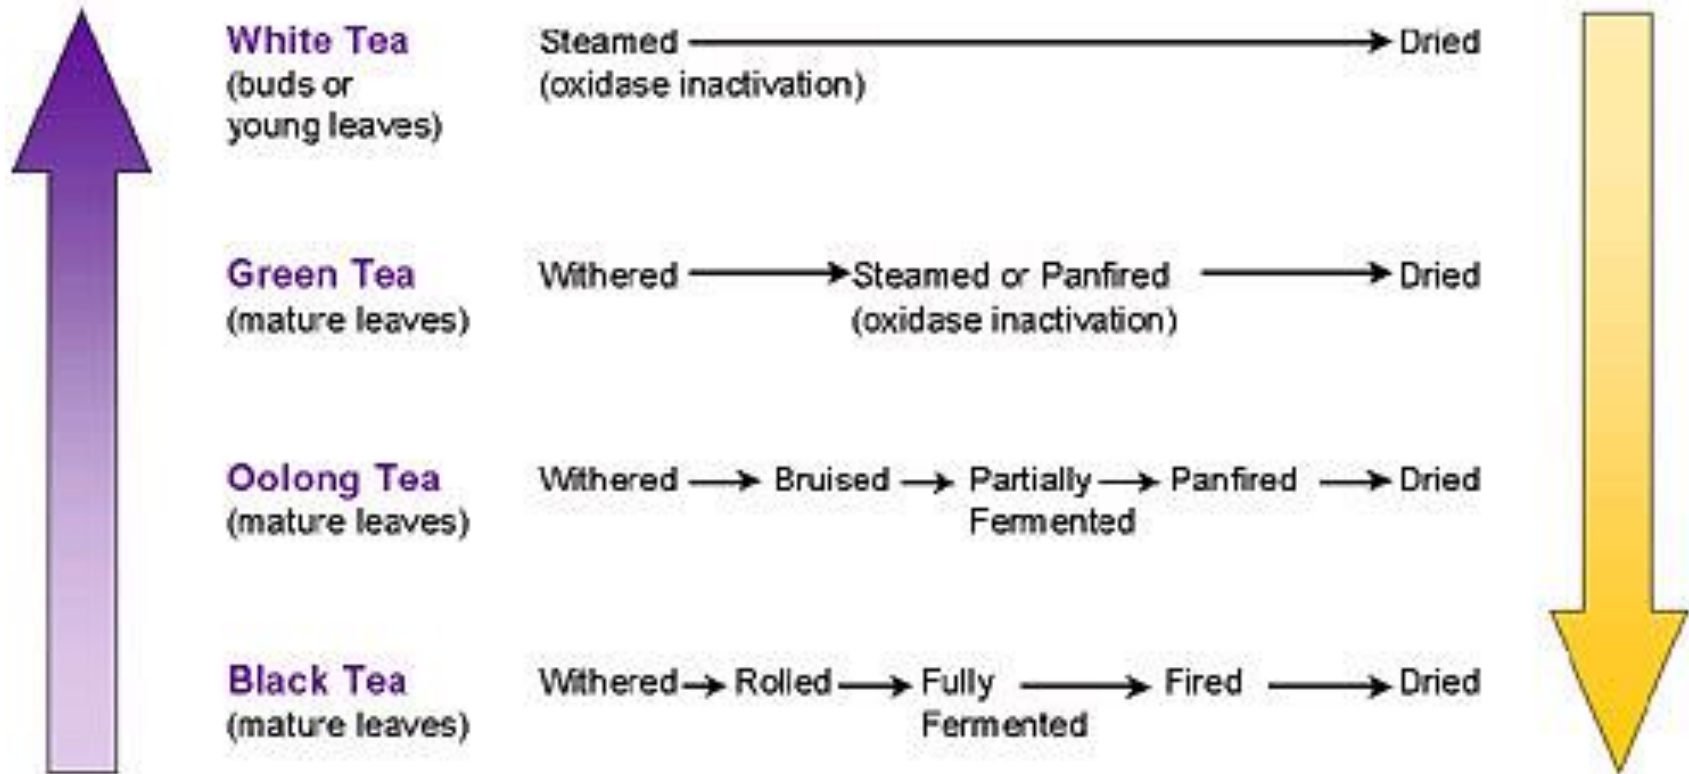 White Tea Steamed Dried
(buds or (oxidase inactivation)
young leaves)
Green Tea Withered Steamed or Panfired Dried
(mature leaves) (oxidase inactivation)
Oolong Tea Withered Bruised Partially Panfired Dried
(mature leaves) Fermented
Black Tea Withered Rolled Fully Fired Dried
(mature leaves) Fermented